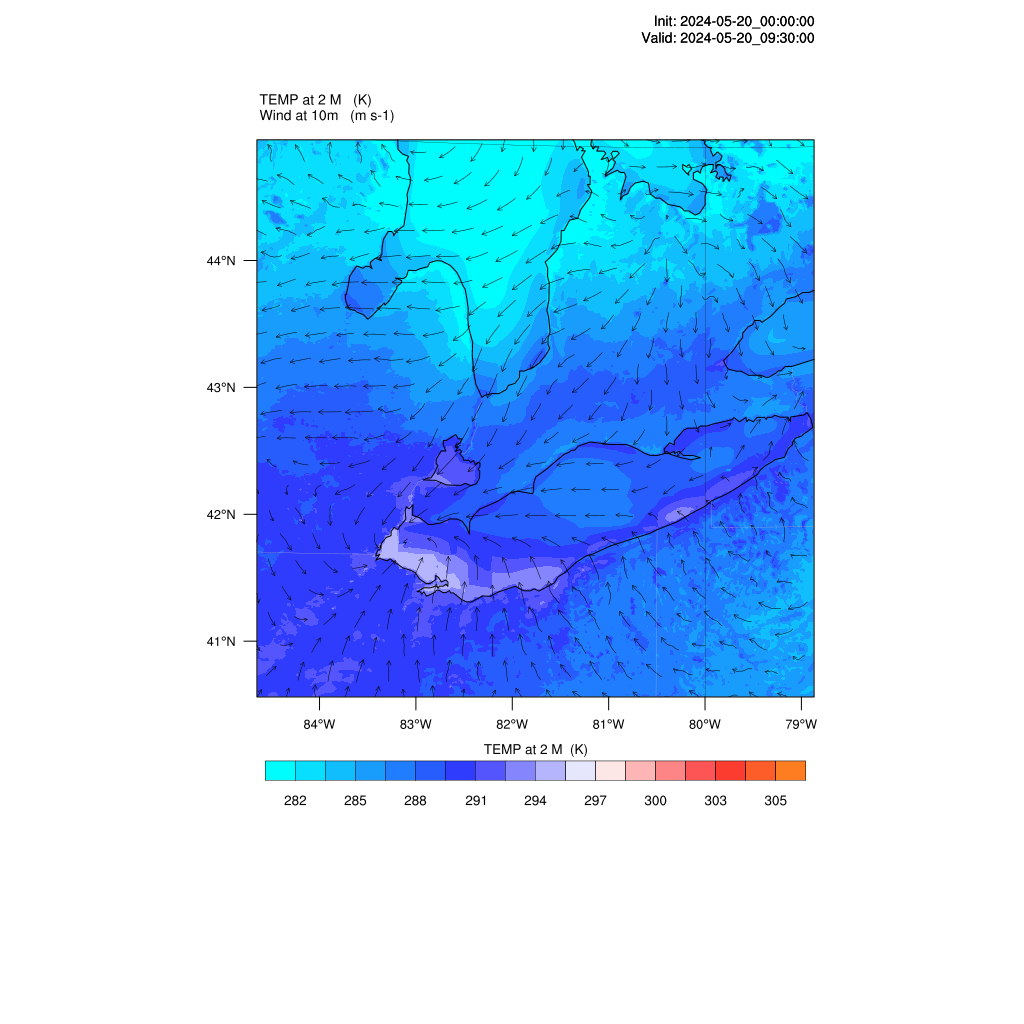 Init: 2024-05-20_00:00:00
Valid: 2024-05-20_09:30:00
TEMP at 2 M (K)
Wind at 10m (m s-1)
44°N
43°N
42°N
41°N
84°W 83°W 82°W 81°W 80°W 79°W
TEMP at 2 M (K)
282 285 288 291 294 297 300 303 305